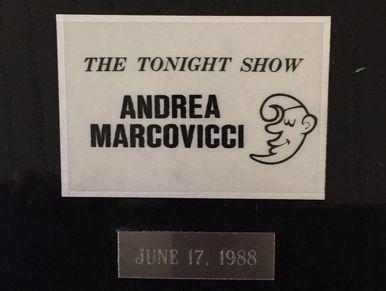 THE TONIGHT SHOW
ANDREA
MARCOVICCI
JUNE 17, 1988